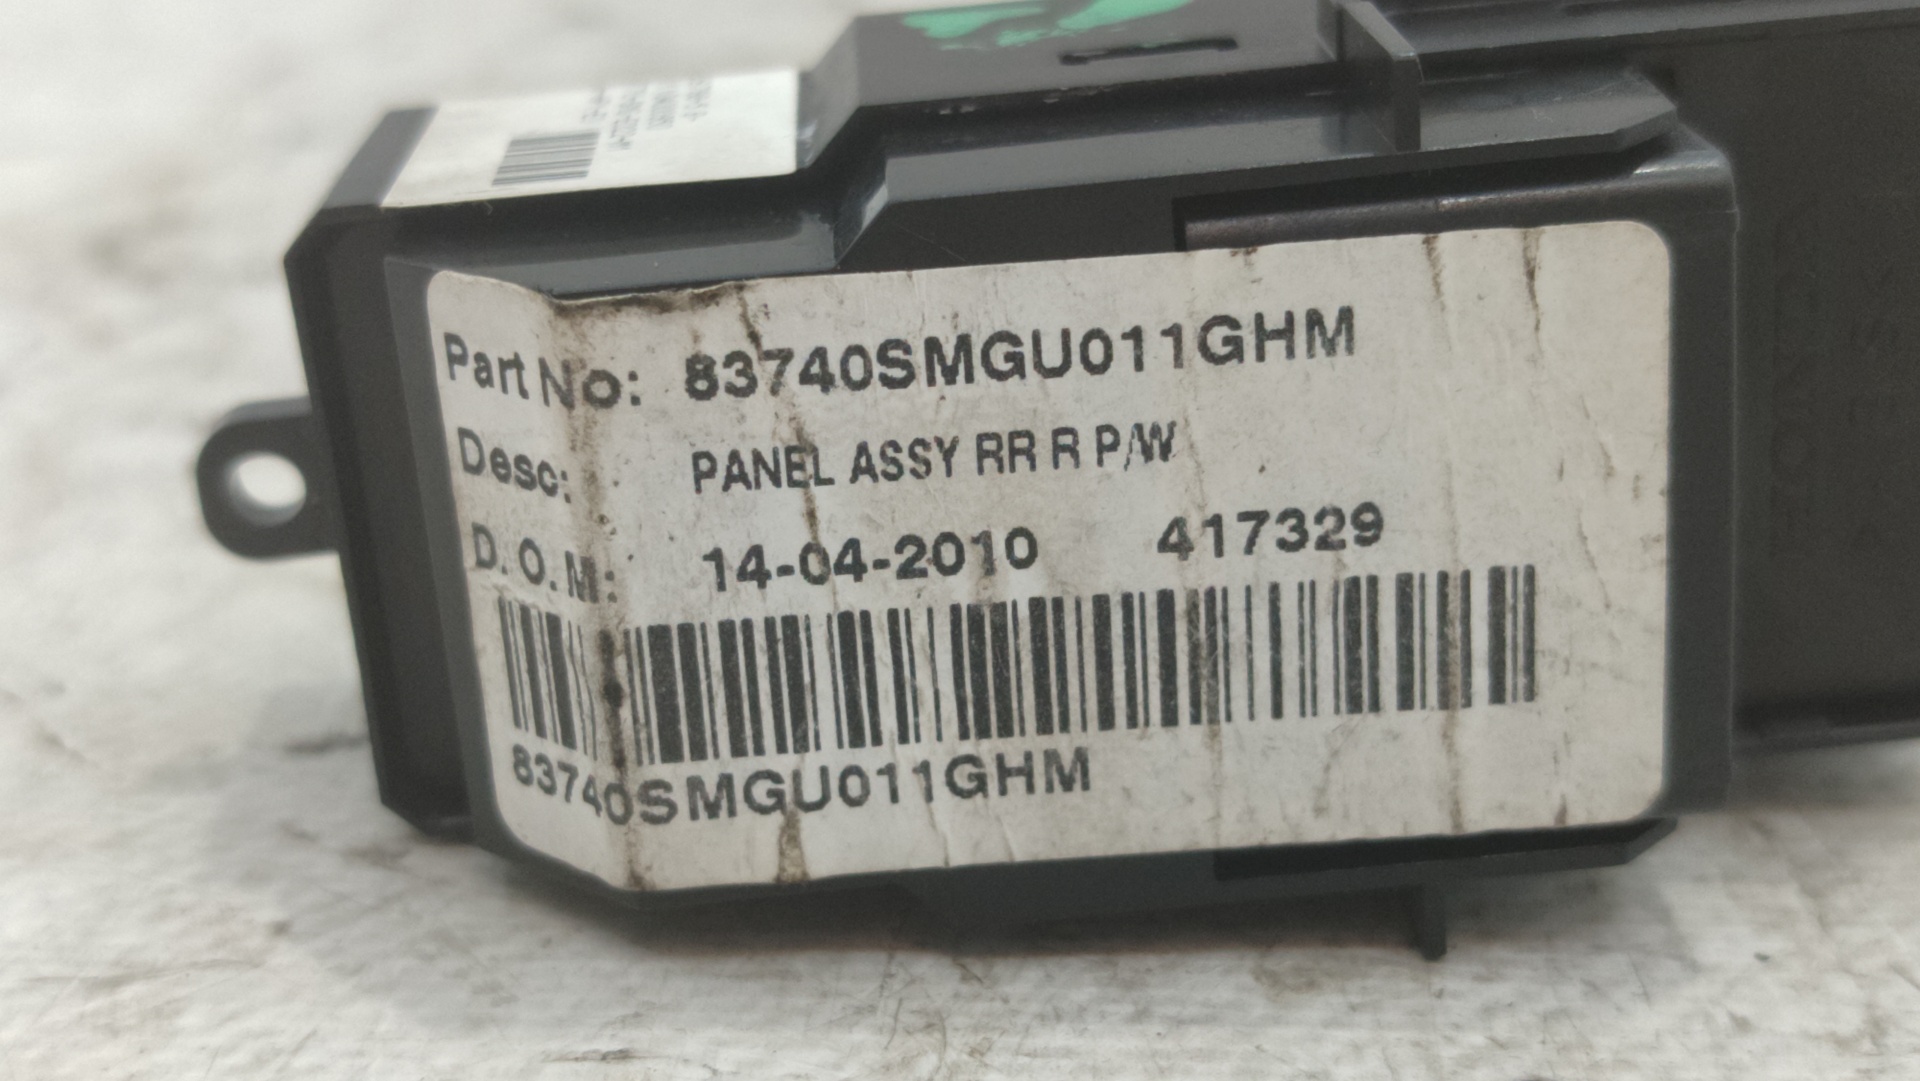 Part No: 83740SMGU011GHM
Desc: PANEL ASSY RR R P/W
D. O. M: 14-04-2010 417329
83740SMGU011GHM